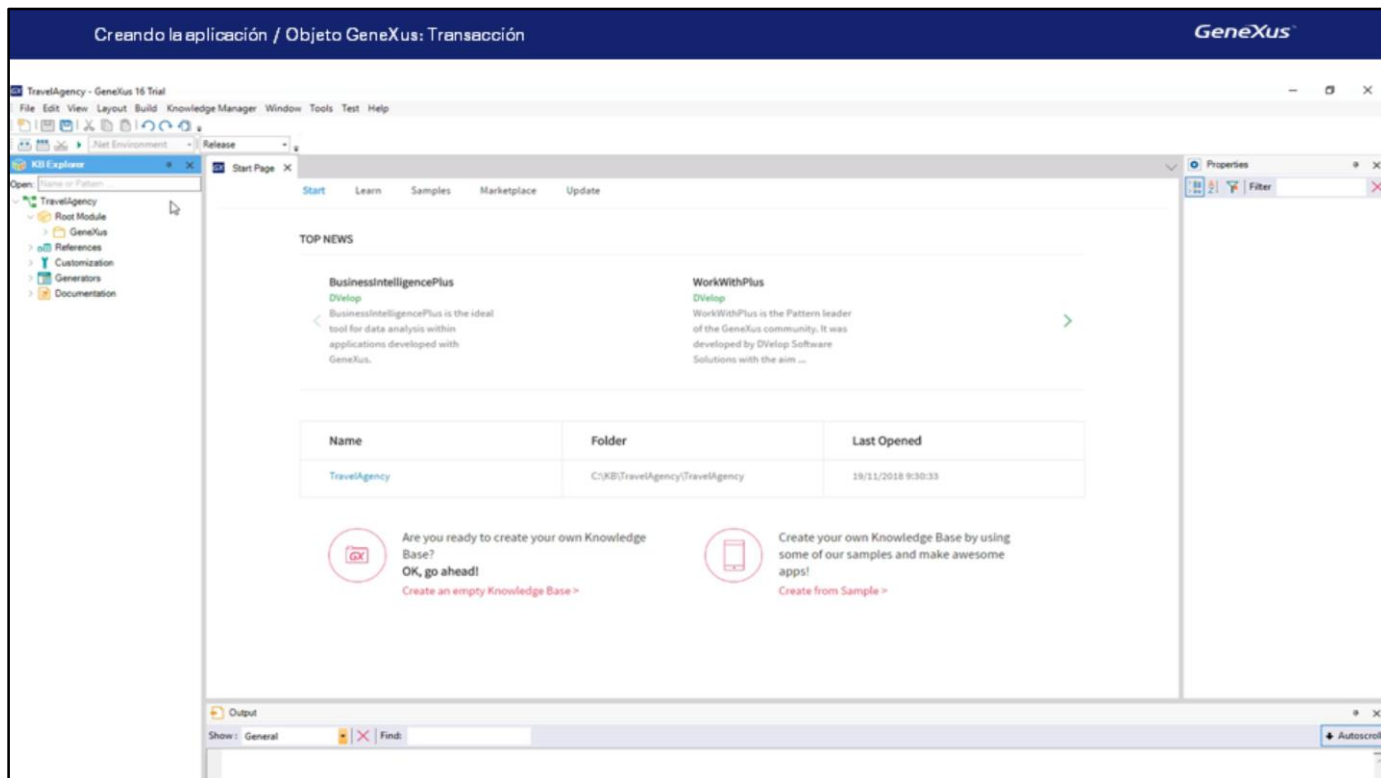 Creando la aplicación / Objeto GeneXus: Transacción
GeneXus™
TravelAgency - GeneXus 16 Trial
File Edit View Layout Build Knowledge Manager Window Tools Test Help
.Net Environment
Release
KB Explorer
Open: Name or Pattern ...
TravelAgency
Root Module
GeneXus
References
Customization
Generators
Documentation
Start Page
Start Learn Samples Marketplace Update
TOP NEWS
BusinessIntelligencePlus
DVelop
BusinessIntelligencePlus is the ideal
tool for data analysis within
applications developed with
GeneXus.
WorkWithPlus
DVelop
WorkWithPlus is the Pattern leader
of the GeneXus community. It was
developed by DVelop Software
Solutions with the aim ...
Name Folder Last Opened
TravelAgency C:\KB\TravelAgency\TravelAgency 19/11/2018 9:30:33
GX
Are you ready to create your own Knowledge
Base?
OK, go ahead!
Create an empty Knowledge Base >
Create your own Knowledge Base by using
some of our samples and make awesome
apps!
Create from Sample >
Properties
Filter
Output
Show: General
Find:
Autoscroll